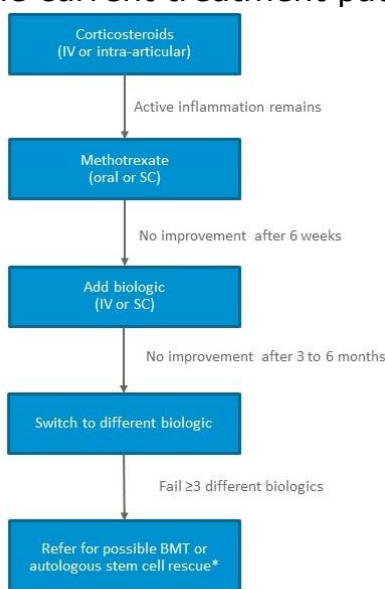 Corticosteroids
(IV or intra-articular)
Active inflammation remains
Methotrexate
(oral or SC)
No improvement after 6 weeks
Add biologic
(IV or SC)
No improvement after 3 to 6 months
Switch to different biologic
Fail ≥3 different biologics
Refer for possible BMT or
autologous stem cell rescue*